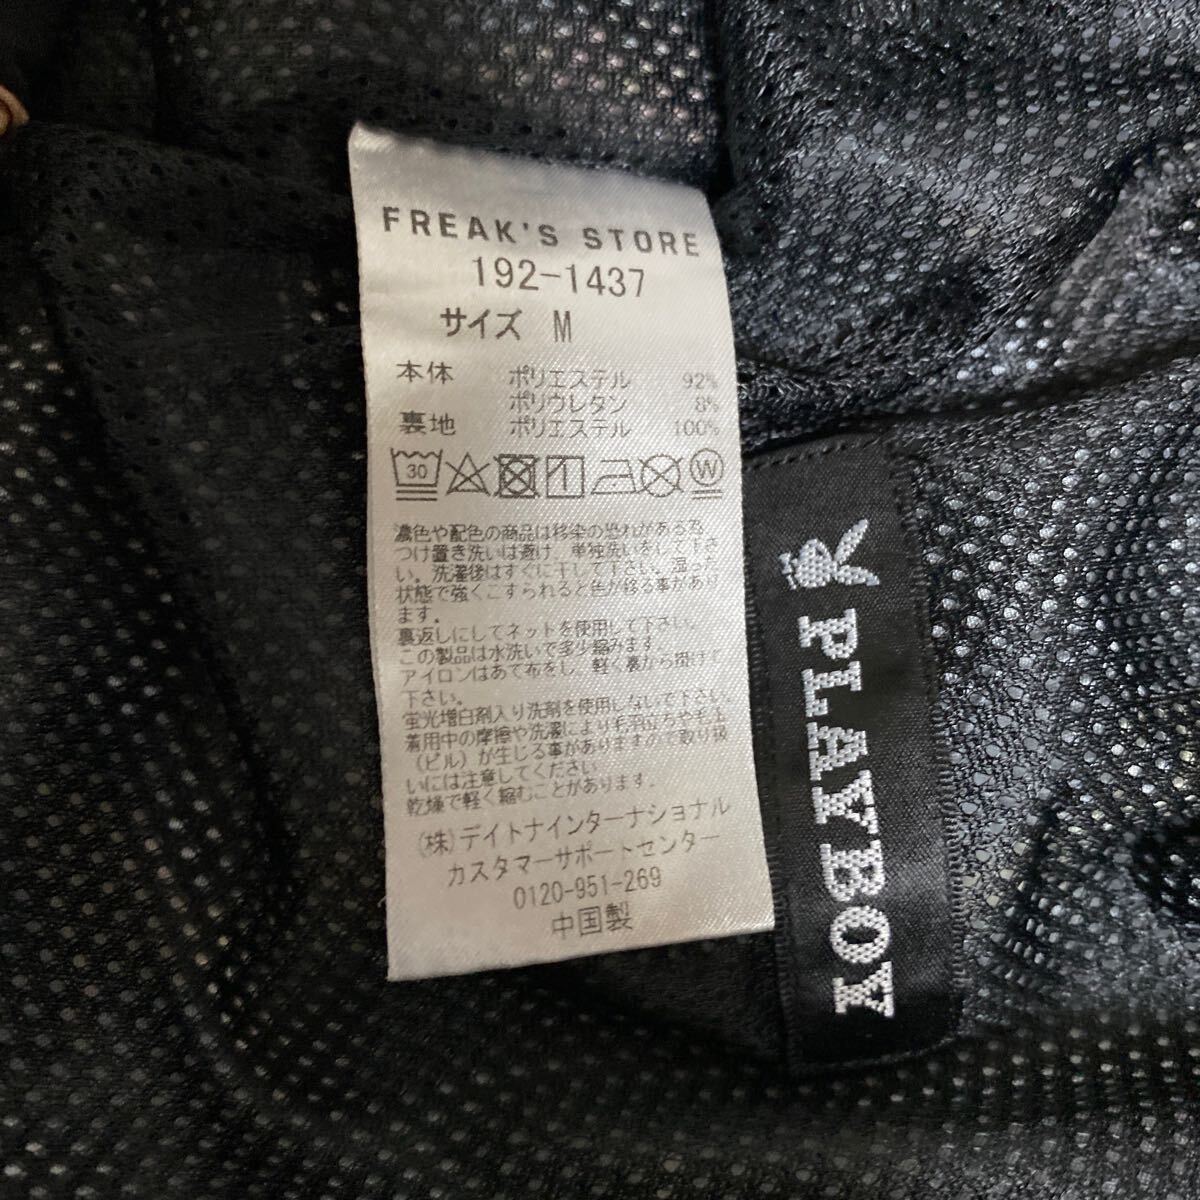 FREAK'S STORE
192-1437
サイズ M
本体 ポリエステル 92%
ポリウレタン 8%
裏地 ポリエステル 100%
30 W
濃色や配色の商品は移染の恐れがある為
つけ置き洗いは避け、単独洗いをして下さ
い。洗濯後はすぐに干して下さい。湿った
状態で強くこすられると色が移る事があり
ます。
裏返しにしてネットを使用して下さい。
この製品は水洗いで多少縮みます
アイロンはあて布をし、軽く裏から掛けて
下さい。
蛍光増白剤入り洗剤を使用しないで下さい。
着用中の摩擦や洗濯により毛羽立ちや毛玉
(ピル)が生じる事がありますので取り扱
いには注意してください
乾燥で軽く縮むことがあります。
(株)デイトナインターナショナル
カスタマーサポートセンター
0120-951-269
中国製
PLAYBOY